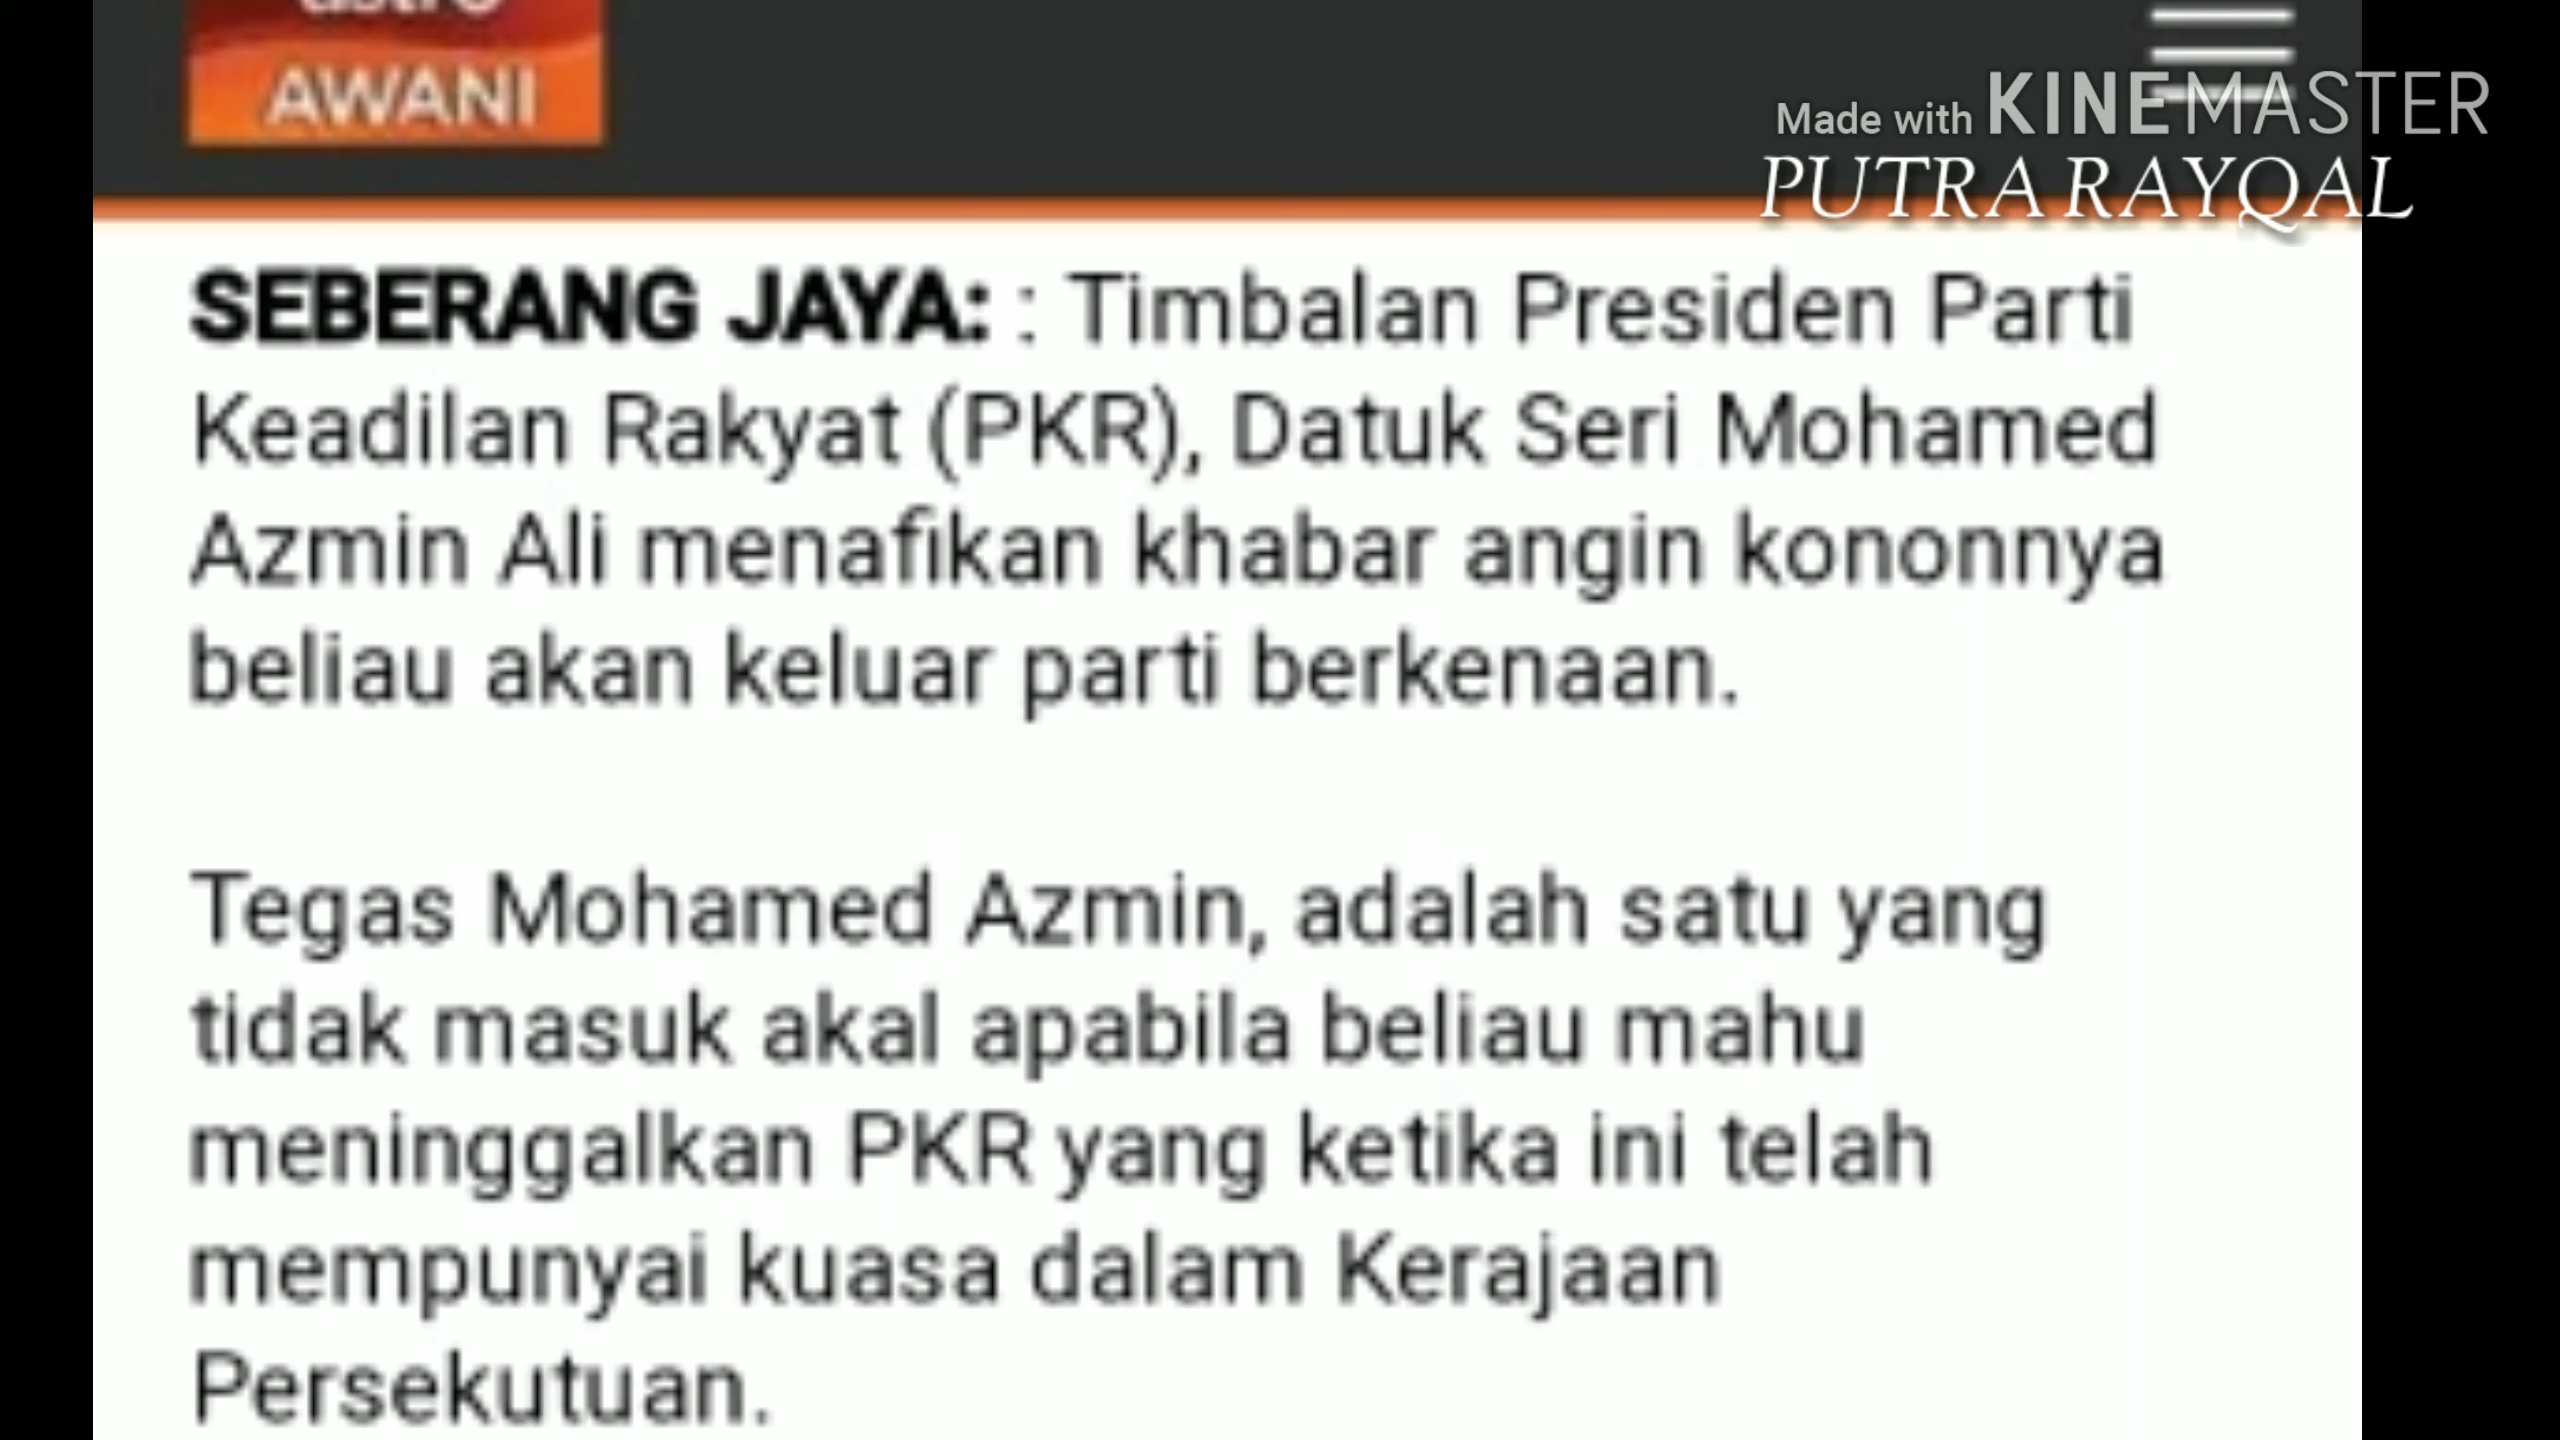 astro
AWANI
Made with KINEMASTER
PUTRA RAYQAL
SEBERANG JAYA: : Timbalan Presiden Parti
Keadilan Rakyat (PKR), Datuk Seri Mohamed
Azmin Ali menafikan khabar angin kononnya
beliau akan keluar parti berkenaan.
Tegas Mohamed Azmin, adalah satu yang
tidak masuk akal apabila beliau mahu
meninggalkan PKR yang ketika ini telah
mempunyai kuasa dalam Kerajaan
Persekutuan.